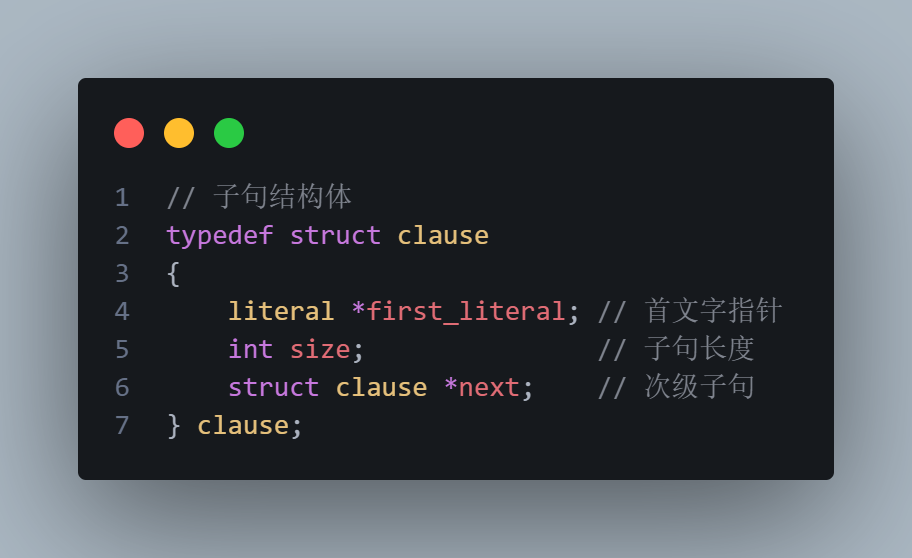 1 // 子句结构体
2 typedef struct clause
3 {
4     literal *first_literal; // 首文字指针
5     int size;               // 子句长度
6     struct clause *next;    // 次级子句
7 } clause;